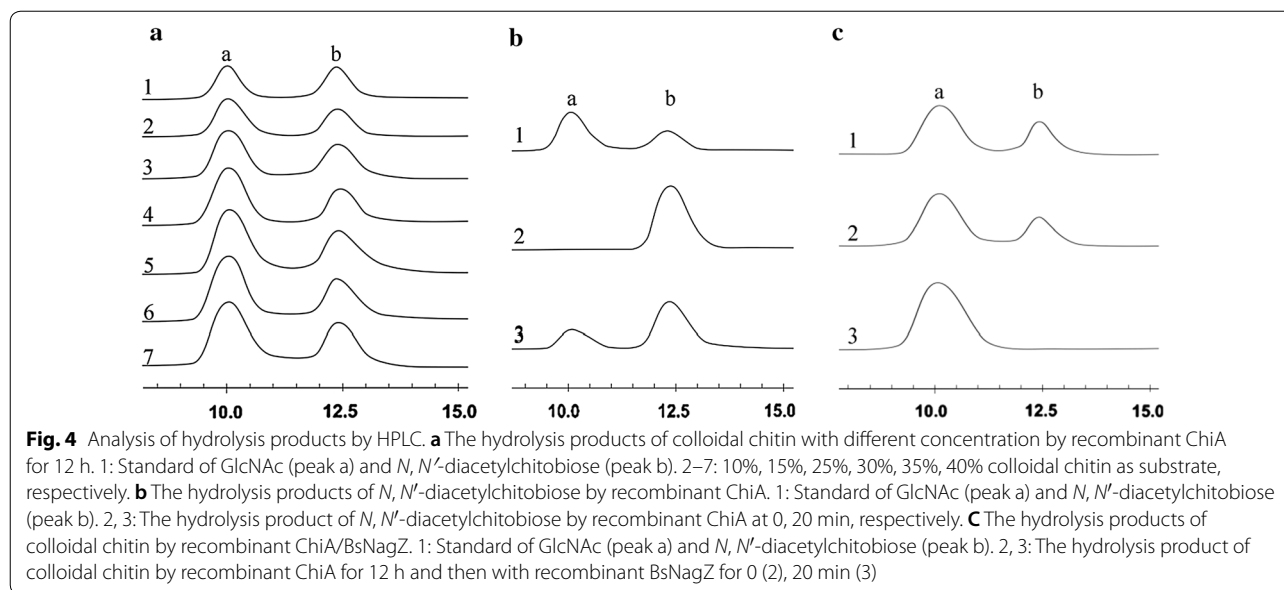 a
a b
1
2
3
4
5
6
7
10.0 12.5 15.0
b
a b
1
2
3
10.0 12.5 15.0
c
a b
1
2
3
10.0 12.5 15.0
Fig. 4 Analysis of hydrolysis products by HPLC. a The hydrolysis products of colloidal chitin with different concentration by recombinant ChiA
for 12 h. 1: Standard of GlcNAc (peak a) and N, N′-diacetylchitobiose (peak b). 2–7: 10%, 15%, 25%, 30%, 35%, 40% colloidal chitin as substrate,
respectively. b The hydrolysis products of N, N′-diacetylchitobiose by recombinant ChiA. 1: Standard of GlcNAc (peak a) and N, N′-diacetylchitobiose
(peak b). 2, 3: The hydrolysis product of N, N′-diacetylchitobiose by recombinant ChiA at 0, 20 min, respectively. C The hydrolysis products of
colloidal chitin by recombinant ChiA/BsNagZ. 1: Standard of GlcNAc (peak a) and N, N′-diacetylchitobiose (peak b). 2, 3: The hydrolysis product of
colloidal chitin by recombinant ChiA for 12 h and then with recombinant BsNagZ for 0 (2), 20 min (3)